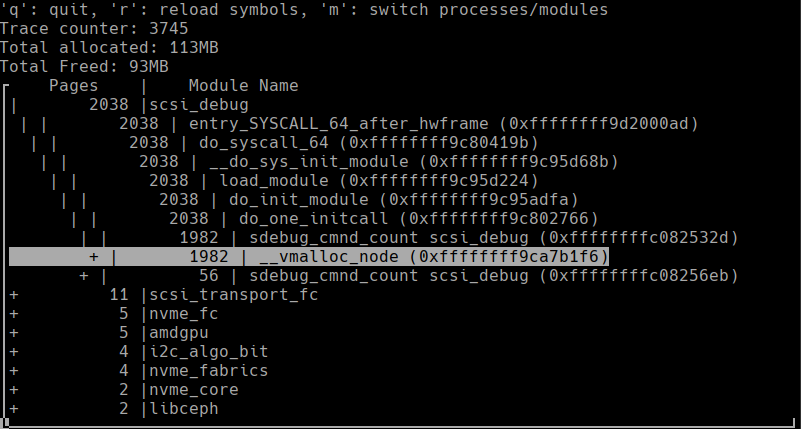 'q': quit, 'r': reload symbols, 'm': switch processes/modules
Trace counter: 3745
Total allocated: 113MB
Total Freed: 93MB
Pages | Module Name
| 2038 |scsi_debug
| | 2038 | entry_SYSCALL_64_after_hwframe (0xffffffff9d2000ad)
| | 2038 | do_syscall_64 (0xffffffff9c80419b)
| | 2038 | __do_sys_init_module (0xffffffff9c95d68b)
| | 2038 | load_module (0xffffffff9c95d224)
| | 2038 | do_init_module (0xffffffff9c95adfa)
| | 2038 | do_one_initcall (0xffffffff9c802766)
| | 1982 | sdebug_cmnd_count scsi_debug (0xffffffffc082532d)
+ | 1982 | __vmalloc_node (0xffffffff9ca7b1f6)
+ | 56 | sdebug_cmnd_count scsi_debug (0xffffffffc08256eb)
+ 11 |scsi_transport_fc
+ 5 |nvme_fc
+ 5 |amdgpu
+ 4 |i2c_algo_bit
+ 4 |nvme_fabrics
+ 2 |nvme_core
+ 2 |libceph